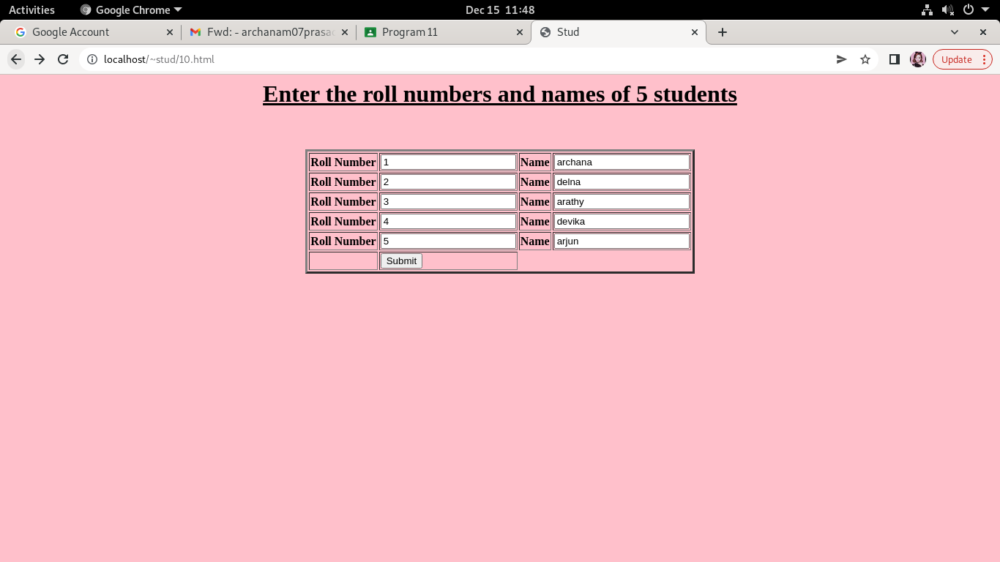 Activities Google Chrome Dec 15 11:48
Google Account Fwd: - archanam07prasad Program 11 Stud
localhost/~stud/10.html Update
Enter the roll numbers and names of 5 students
Roll Number 1 Name archana
Roll Number 2 Name delna
Roll Number 3 Name arathy
Roll Number 4 Name devika
Roll Number 5 Name arjun
Submit